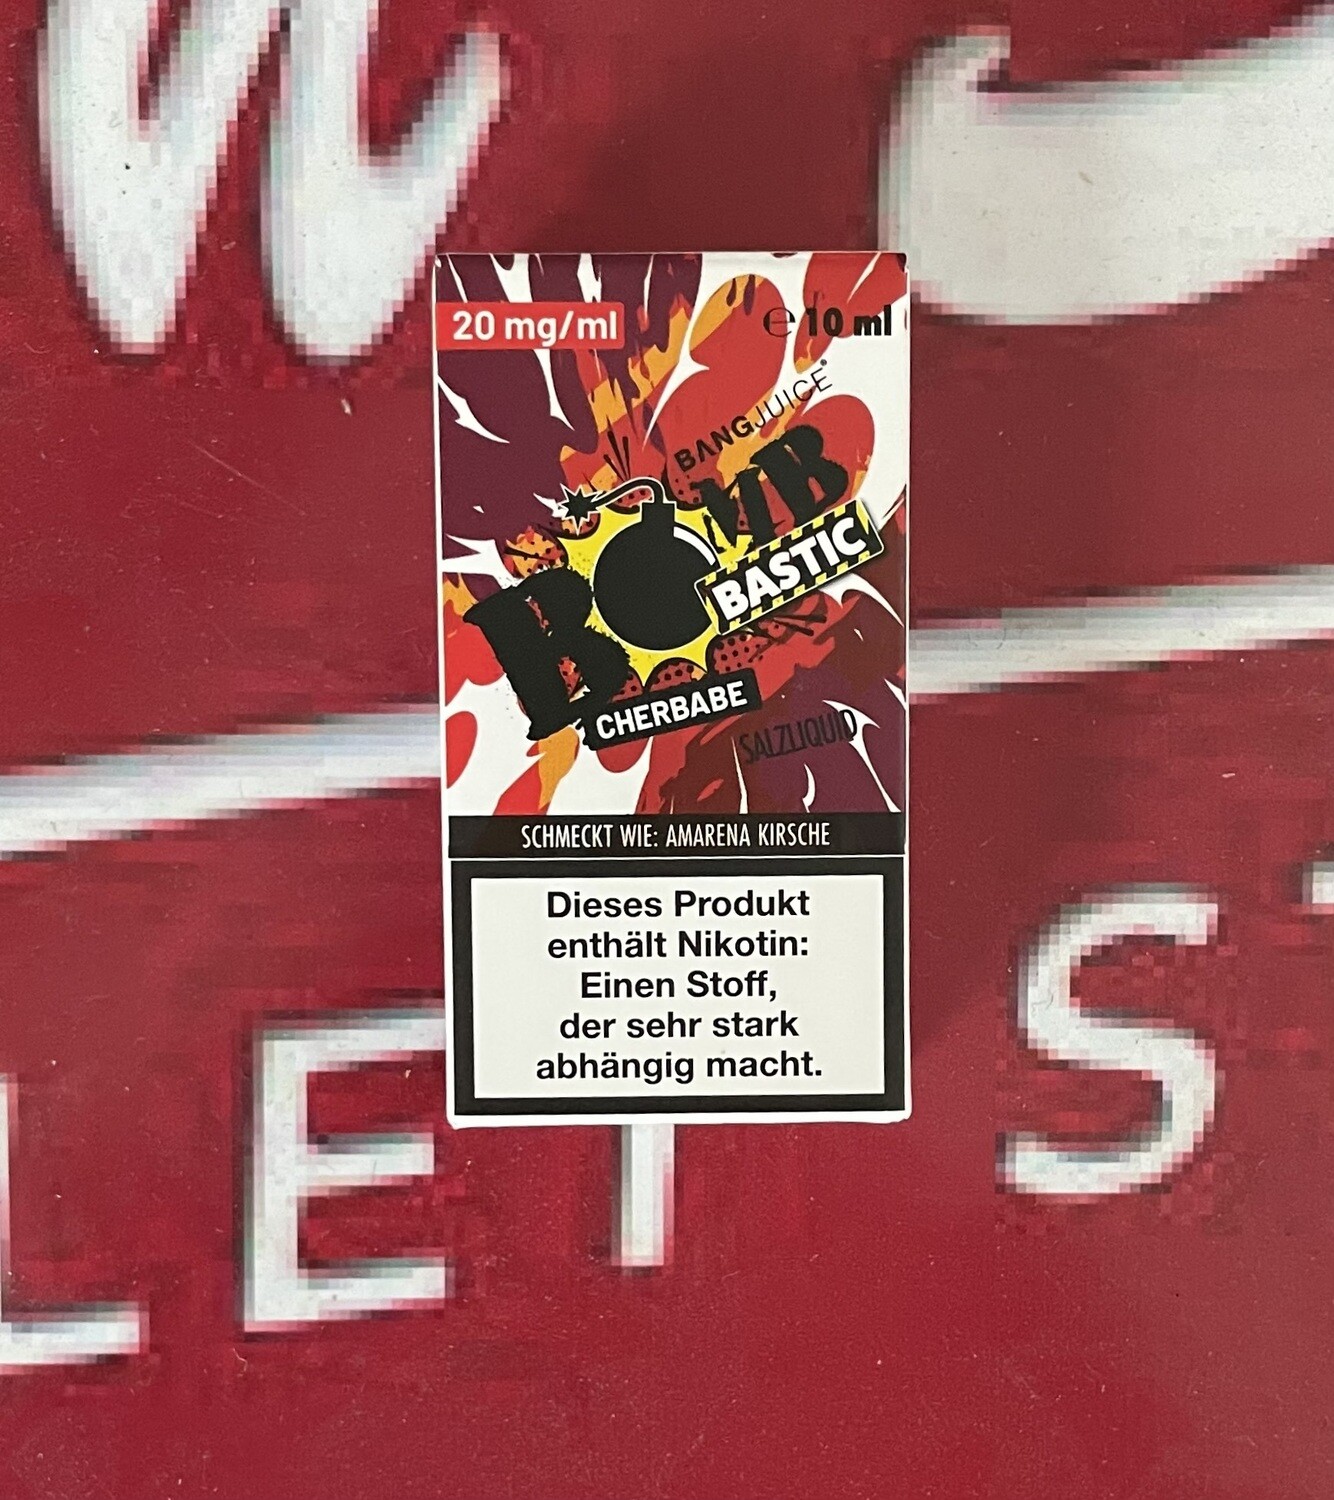 20 mg/ml
℮ 10 ml
BANGJUICE®
BOMB
BASTIC
CHERBABE
SALZLIQUID
SCHMECKT WIE: AMARENA KIRSCHE
Dieses Produkt
enthält Nikotin:
Einen Stoff,
der sehr stark
abhängig macht.
LET S